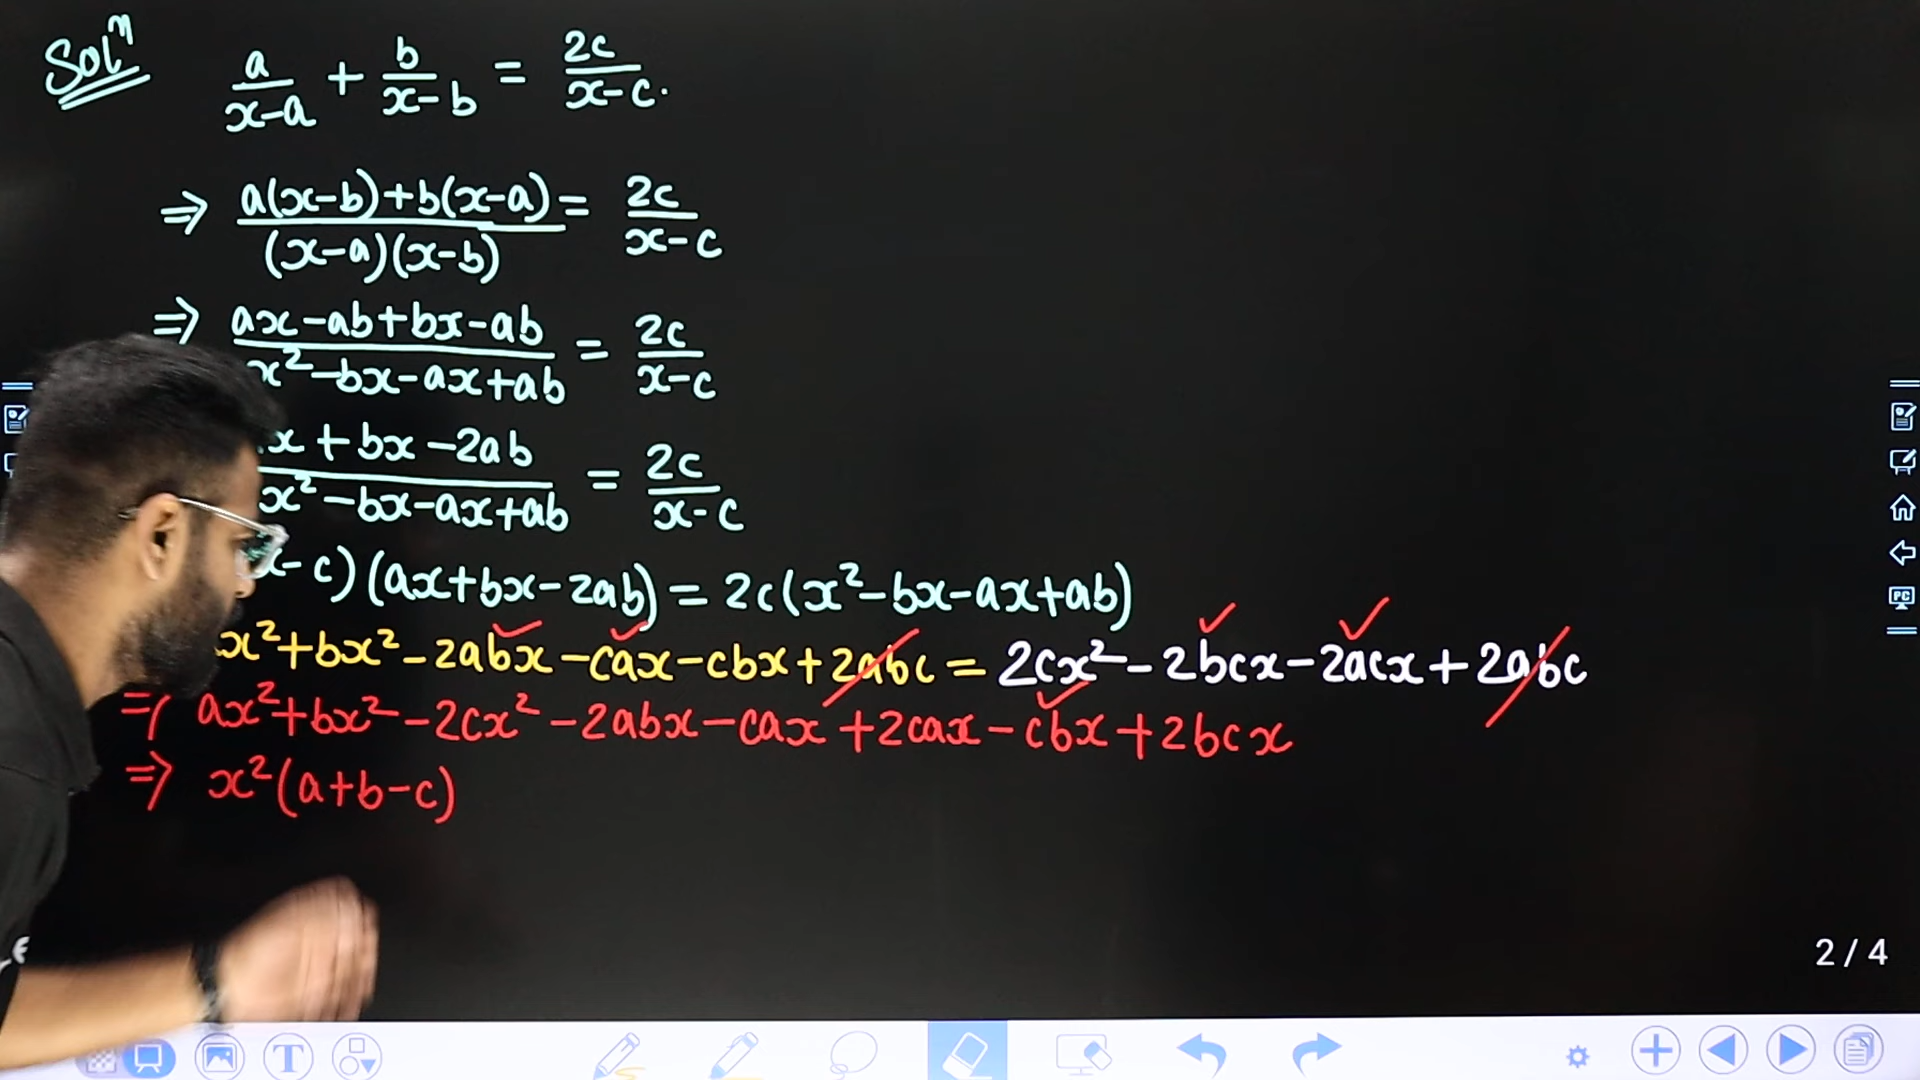 Solⁿ
a/(x-a) + b/(x-b) = 2c/(x-c).
⇒ (a(x-b)+b(x-a))/((x-a)(x-b)) = 2c/(x-c)
⇒ (ax-ab+bx-ab)/(x²-bx-ax+ab) = 2c/(x-c)
(x + bx -2ab)/(x²-bx-ax+ab) = 2c/(x-c)
x-c)(ax+bx-2ab) = 2c(x²-bx-ax+ab)
x²+bx²-2abx-cax-cbx+2abc = 2cx²-2bcx-2acx+2abc
⇒ ax²+bx²-2cx²-2abx-cax+2cax-cbx+2bcx
⇒ x²(a+b-c)
2 / 4
T
PC